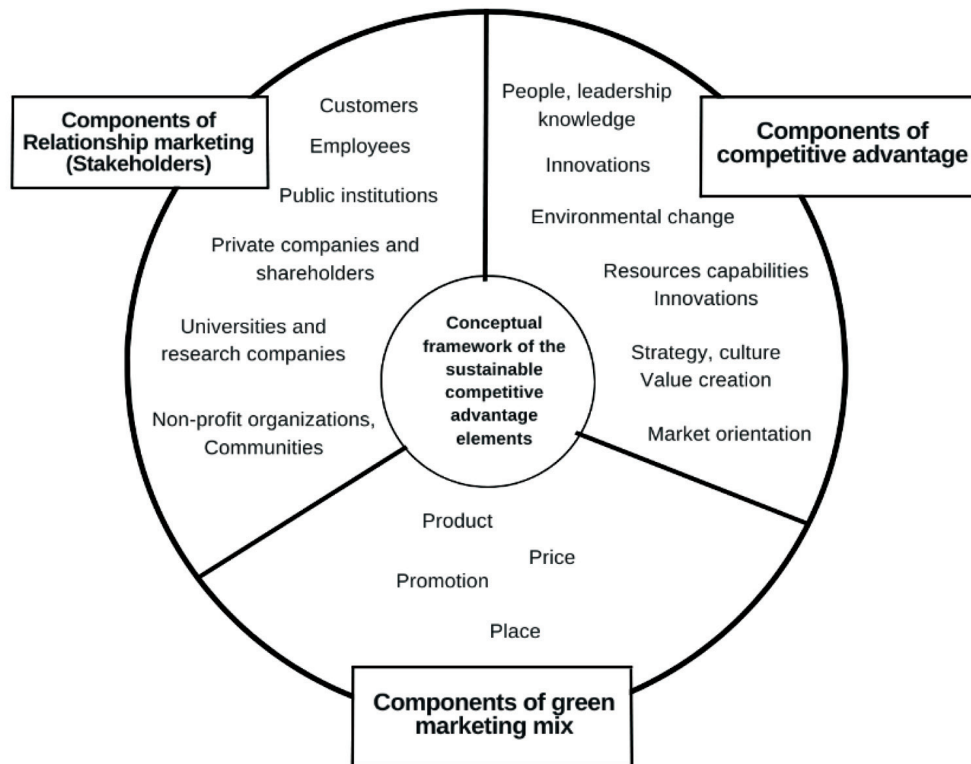 Components of
Relationship marketing
(Stakeholders)
Customers
Employees
Public institutions
Private companies and
shareholders
Universities and
research companies
Non-profit organizations,
Communities
People, leadership
knowledge
Innovations
Environmental change
Resources capabilities
Innovations
Strategy, culture
Value creation
Market orientation
Components of
competitive advantage
Conceptual
framework of the
sustainable
competitive
advantage
elements
Product
Price
Promotion
Place
Components of green
marketing mix